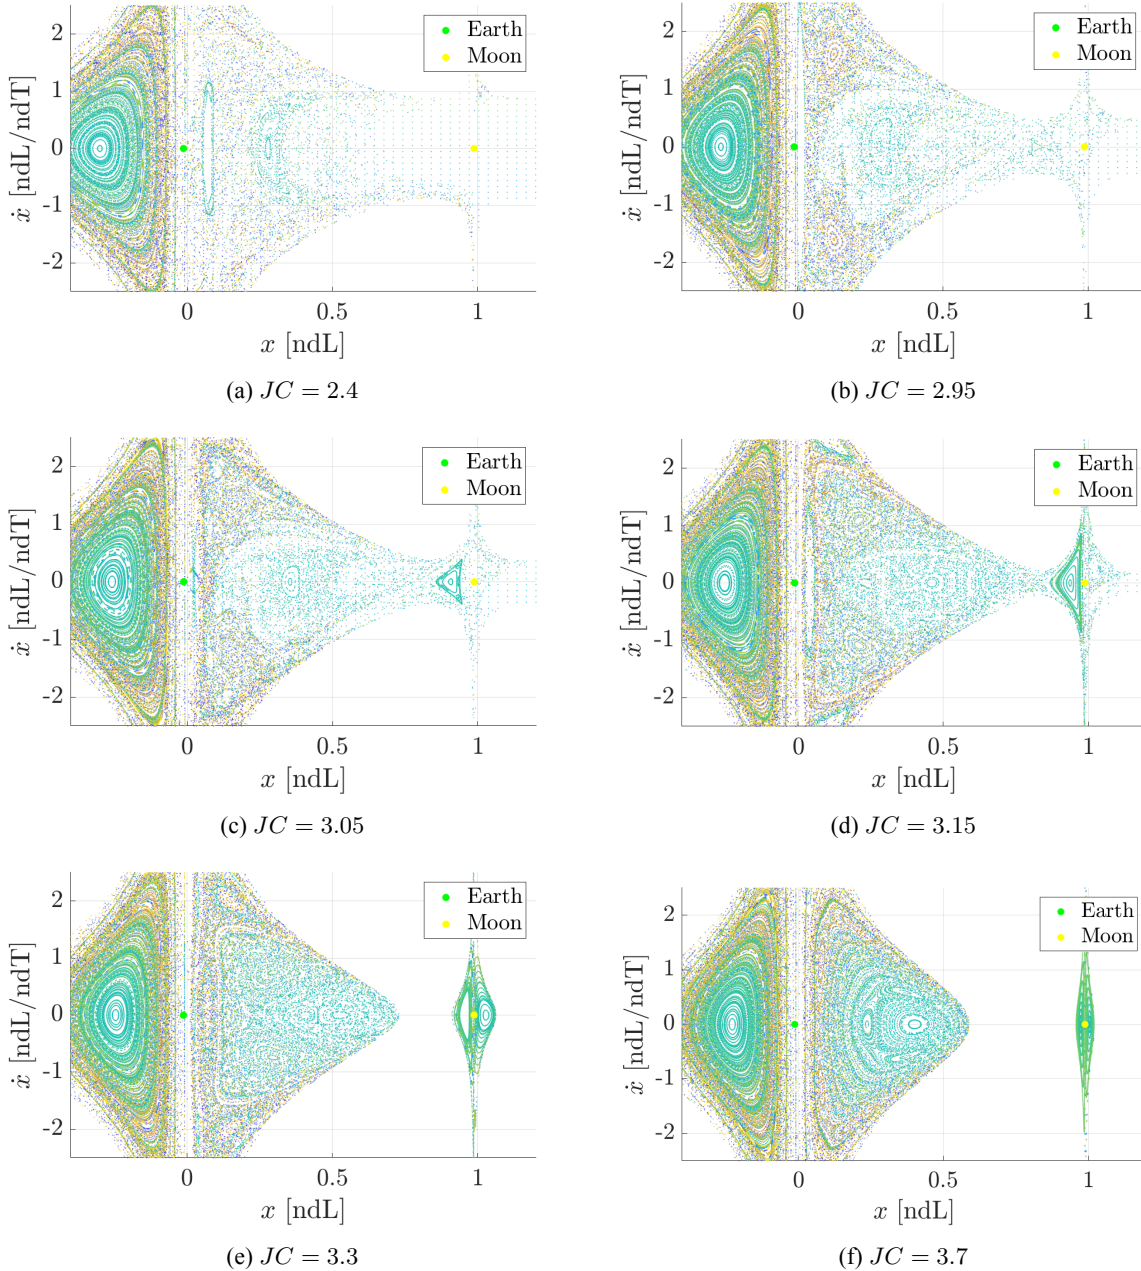 2
1
0
-1
-2
ẋ [ndL/ndT]
Earth
Moon
0 0.5 1
x [ndL]
(a) JC = 2.4
2
1
0
-1
-2
ẋ [ndL/ndT]
Earth
Moon
0 0.5 1
x [ndL]
(b) JC = 2.95
2
1
0
-1
-2
ẋ [ndL/ndT]
Earth
Moon
0 0.5 1
x [ndL]
(c) JC = 3.05
2
1
0
-1
-2
ẋ [ndL/ndT]
Earth
Moon
0 0.5 1
x [ndL]
(d) JC = 3.15
2
1
0
-1
-2
ẋ [ndL/ndT]
Earth
Moon
0 0.5 1
x [ndL]
(e) JC = 3.3
2
1
0
-1
-2
ẋ [ndL/ndT]
Earth
Moon
0 0.5 1
x [ndL]
(f) JC = 3.7